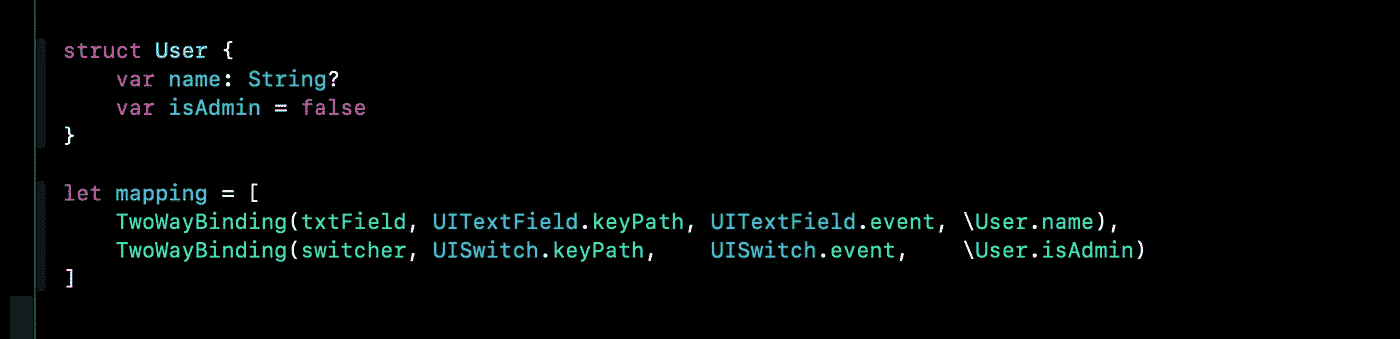 struct User {
    var name: String?
    var isAdmin = false
}
let mapping = [
    TwoWayBinding(txtField, UITextField.keyPath, UITextField.event, \User.name),
    TwoWayBinding(switcher, UISwitch.keyPath,    UISwitch.event,    \User.isAdmin)
]